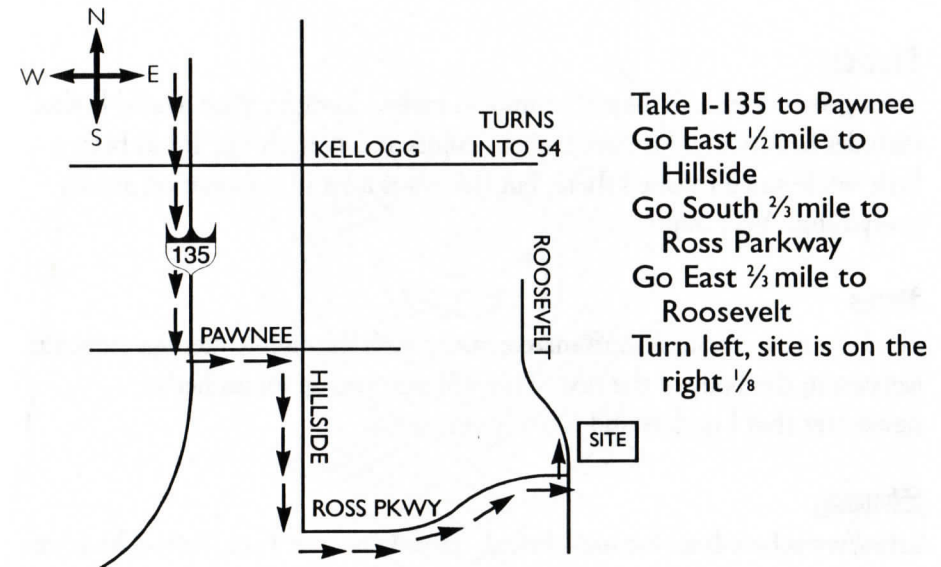 N
W E
S
TURNS
KELLOGG INTO 54
135
ROOSEVELT
PAWNEE
HILLSIDE
SITE
ROSS PKWY
Take I-135 to Pawnee
Go East ½ mile to
Hillside
Go South ⅔ mile to
Ross Parkway
Go East ⅔ mile to
Roosevelt
Turn left, site is on the
right ⅛